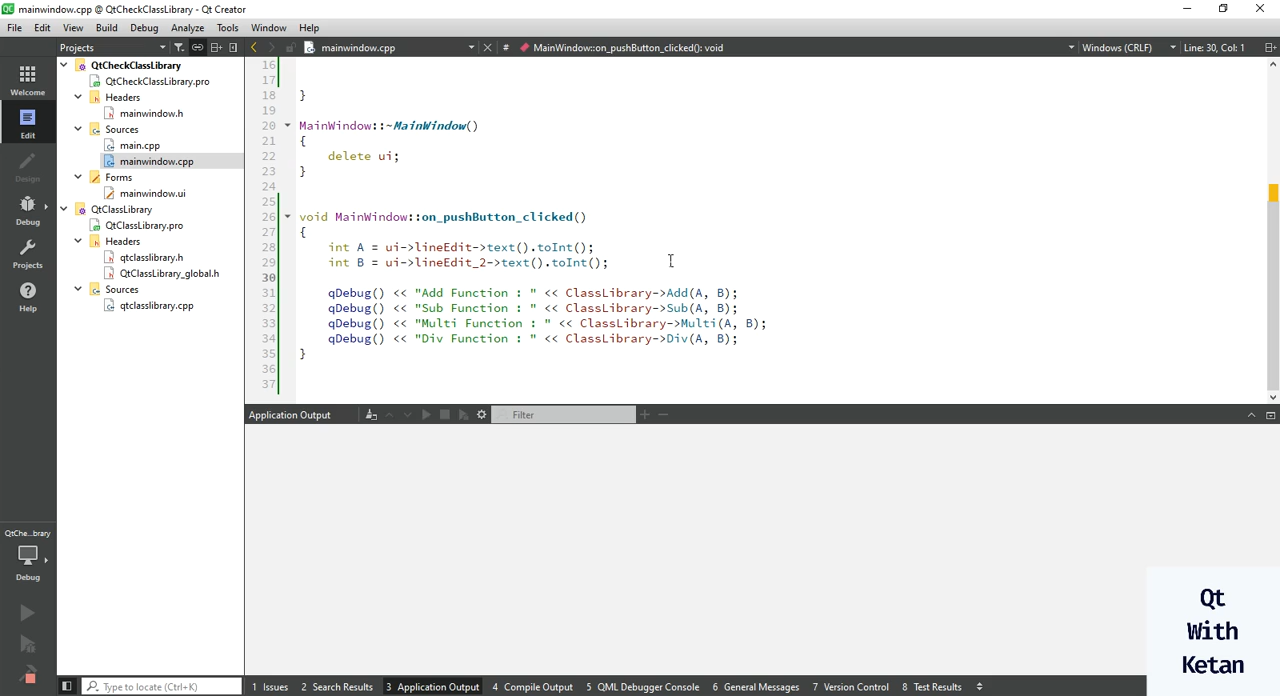 mainwindow.cpp @ QtCheckClassLibrary - Qt Creator
File Edit View Build Debug Analyze Tools Window Help
Projects mainwindow.cpp # MainWindow::on_pushButton_clicked(): void Windows (CRLF) Line: 30, Col: 1
Welcome
Edit
Design
Debug
Projects
Help
QtChe...brary
Debug
QtCheckClassLibrary
QtCheckClassLibrary.pro
Headers
mainwindow.h
Sources
main.cpp
mainwindow.cpp
Forms
mainwindow.ui
QtClassLibrary
QtClassLibrary.pro
Headers
qtclasslibrary.h
QtClassLibrary_global.h
Sources
qtclasslibrary.cpp
16
17
18 }
19
20 MainWindow::~MainWindow()
21 {
22 delete ui;
23 }
24
25
26 void MainWindow::on_pushButton_clicked()
27 {
28 int A = ui->lineEdit->text().toInt();
29 int B = ui->lineEdit_2->text().toInt();
30
31 qDebug() << "Add Function : " << ClassLibrary->Add(A, B);
32 qDebug() << "Sub Function : " << ClassLibrary->Sub(A, B);
33 qDebug() << "Multi Function : " << ClassLibrary->Multi(A, B);
34 qDebug() << "Div Function : " << ClassLibrary->Div(A, B);
35 }
36
37
Application Output Filter
Qt
With
Ketan
Type to locate (Ctrl+K) 1 Issues 2 Search Results 3 Application Output 4 Compile Output 5 QML Debugger Console 6 General Messages 7 Version Control 8 Test Results